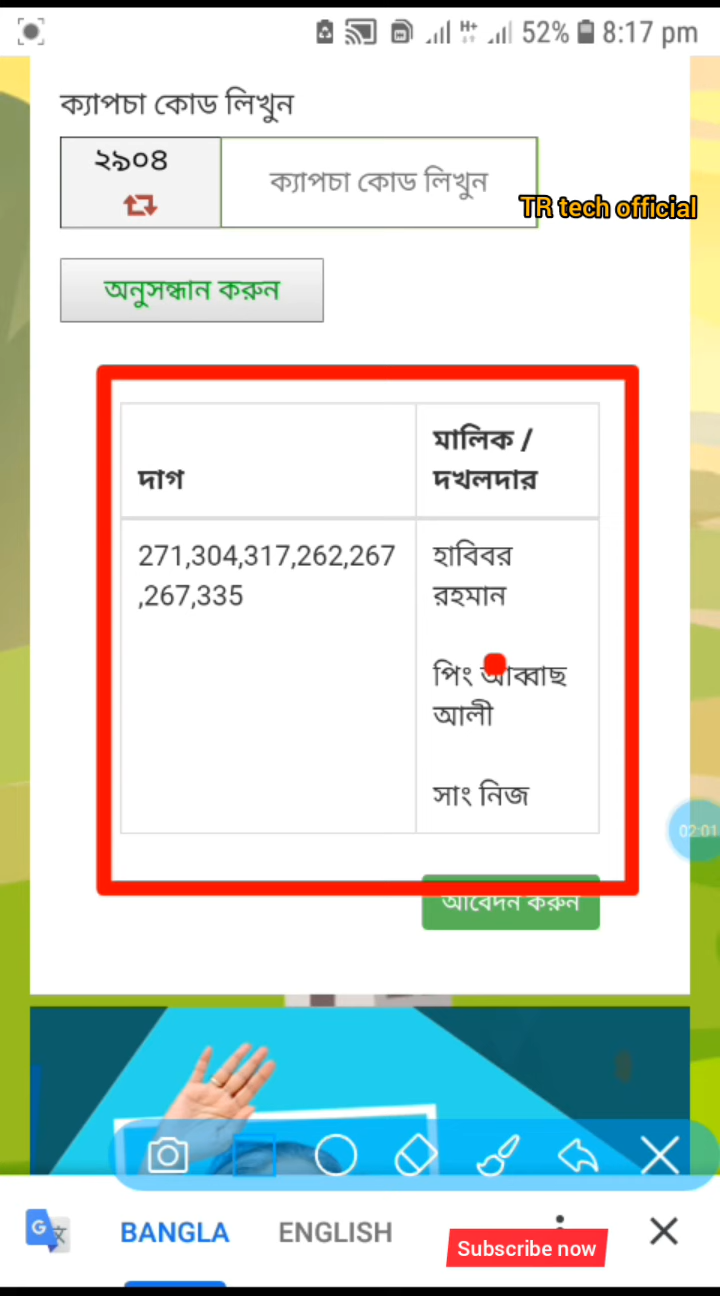 52% 8:17 pm
ক্যাপচা কোড লিখুন
২৯০৪
ক্যাপচা কোড লিখুন
TR tech official
অনুসন্ধান করুন
দাগ
মালিক /
দখলদার
271,304,317,262,267
,267,335
হাবিবর
রহমান
পিং আব্বাছ
আলী
সাং নিজ
02:01
আবেদন করুন
BANGLA ENGLISH
Subscribe now